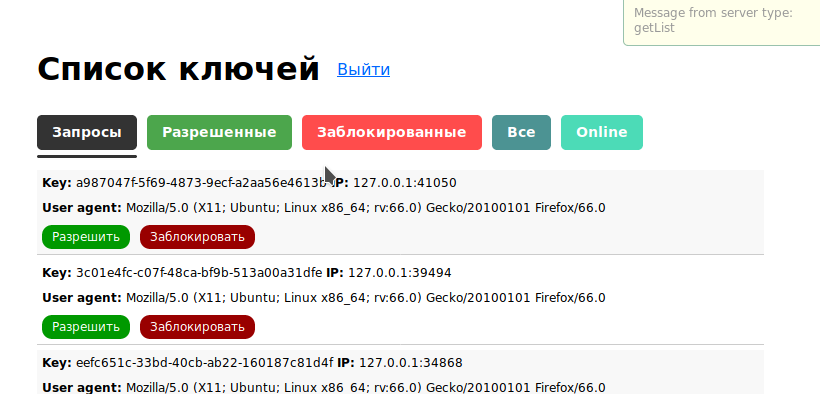 Message from server type:
getList
Список ключей Выйти
Запросы Разрешенные Заблокированные Все Online
Key: a987047f-5f69-4873-9ecf-a2aa56e4613b IP: 127.0.0.1:41050
User agent: Mozilla/5.0 (X11; Ubuntu; Linux x86_64; rv:66.0) Gecko/20100101 Firefox/66.0
Разрешить Заблокировать
Key: 3c01e4fc-c07f-48ca-bf9b-513a00a31dfe IP: 127.0.0.1:39494
User agent: Mozilla/5.0 (X11; Ubuntu; Linux x86_64; rv:66.0) Gecko/20100101 Firefox/66.0
Разрешить Заблокировать
Key: eefc651c-33bd-40cb-ab22-160187c81d4f IP: 127.0.0.1:34868
User agent: Mozilla/5.0 (X11; Ubuntu; Linux x86_64; rv:66.0) Gecko/20100101 Firefox/66.0